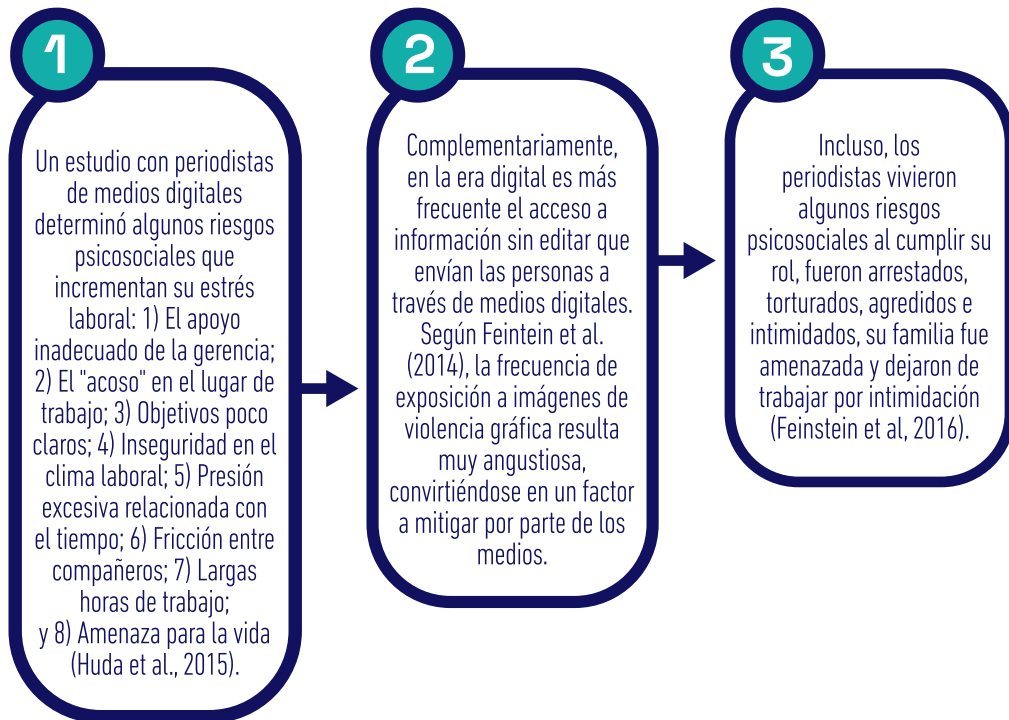 1
Un estudio con periodistas
de medios digitales
determinó algunos riesgos
psicosociales que
incrementan su estrés
laboral: 1) El apoyo
inadecuado de la gerencia;
2) El "acoso" en el lugar de
trabajo; 3) Objetivos poco
claros; 4) Inseguridad en el
clima laboral; 5) Presión
excesiva relacionada con
el tiempo; 6) Fricción entre
compañeros; 7) Largas
horas de trabajo;
y 8) Amenaza para la vida
(Huda et al., 2015).
2
Complementariamente,
en la era digital es más
frecuente el acceso a
información sin editar que
envían las personas a
través de medios digitales.
Según Feintein et al.
(2014), la frecuencia de
exposición a imágenes de
violencia gráfica resulta
muy angustiosa,
convirtiéndose en un factor
a mitigar por parte de los
medios.
3
Incluso, los
periodistas vivieron
algunos riesgos
psicosociales al cumplir su
rol, fueron arrestados,
torturados, agredidos e
intimidados, su familia fue
amenazada y dejaron de
trabajar por intimidación
(Feinstein et al, 2016).